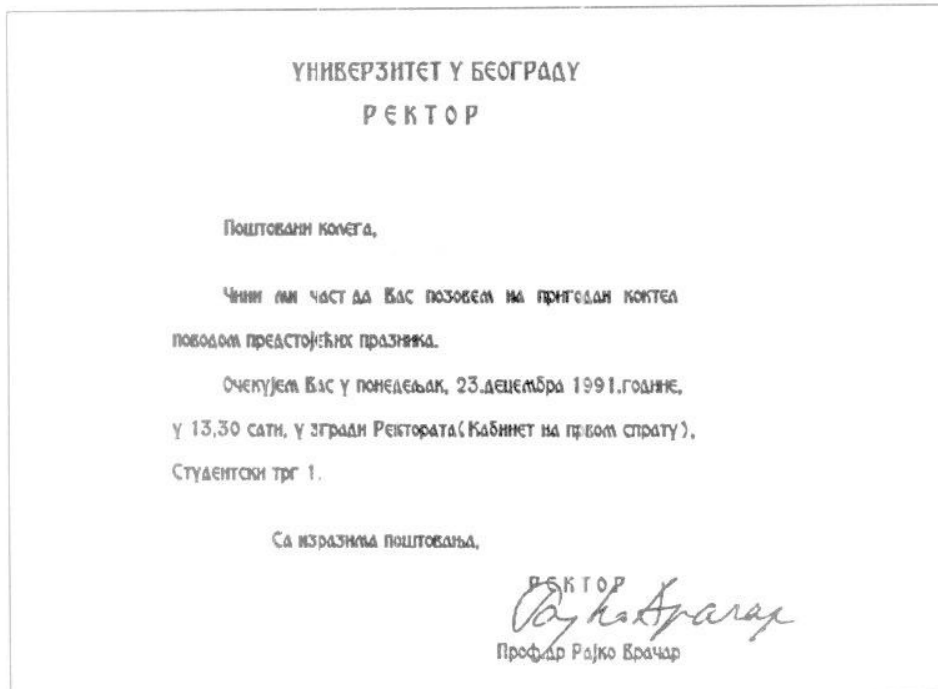 УНИВЕРЗИТЕТ У БЕОГРАДУ
РЕКТОР
Поштовани колега,
Чини ми част да Вас позовем на пригодан коктел
поводом предстојећих празника.
Очекујем Вас у понедељак, 23.децембра 1991.године,
у 13,30 сати, у згради Ректората(Кабинет на првом спрату),
Студентски трг 1.
Са изразима поштовања,
РЕКТОР
Рајко Врачар
Проф.др Рајко Врачар